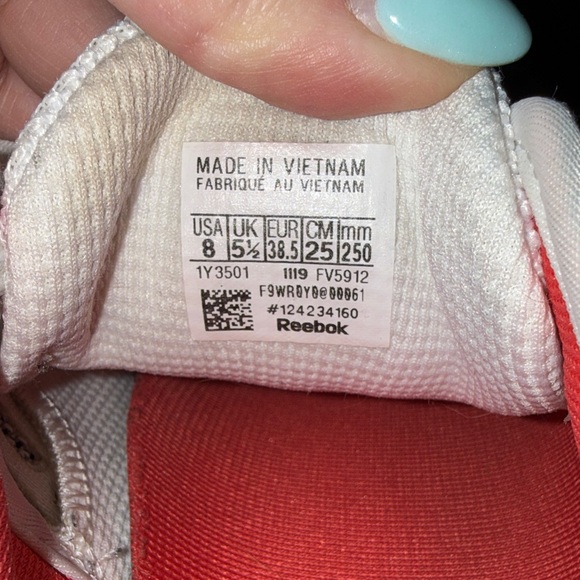 MADE IN VIETNAM
FABRIQUÉ AU VIETNAM
USA UK EUR CM mm
8 5½ 38.5 25 250
1Y3501 1119 FV5912
F9WR0Y0@00061
#124234160
Reebok